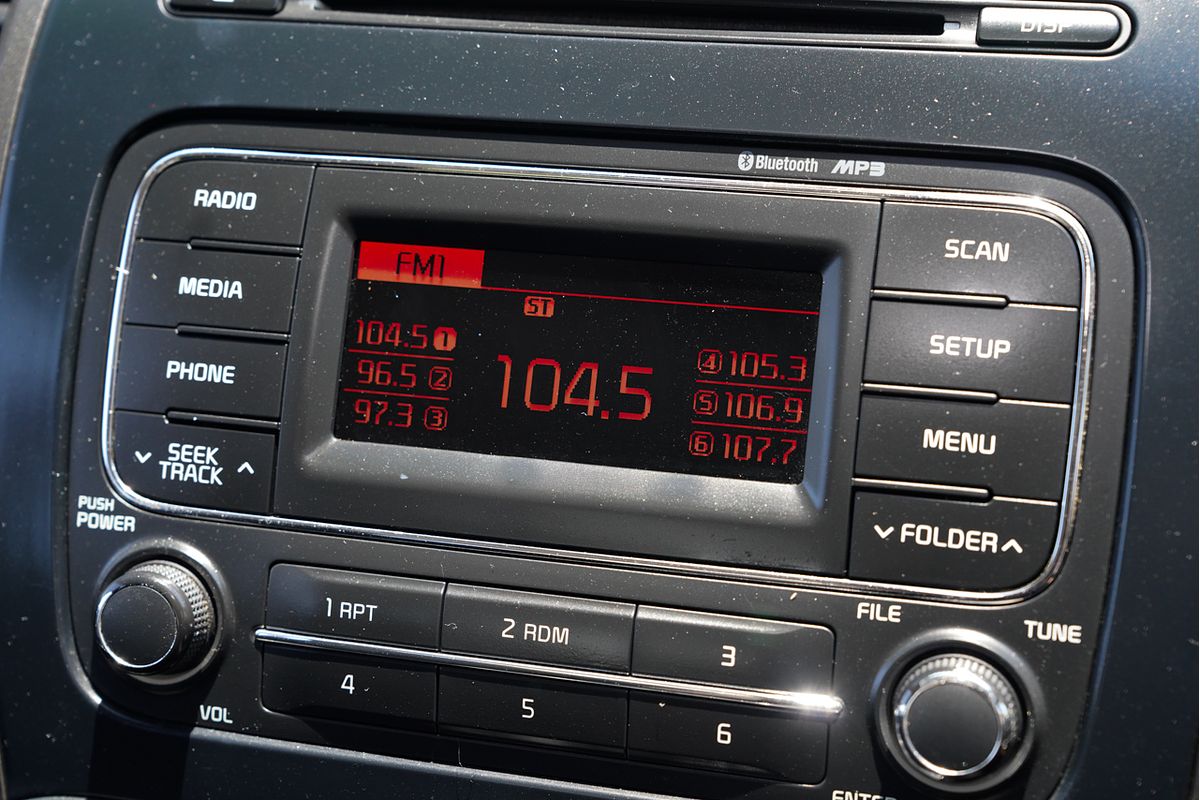 DISP
Bluetooth MP3
RADIO
MEDIA
PHONE
SEEK
TRACK
FM1
ST
104.5 1
96.5 2
97.3 3
104.5
4 105.3
5 106.9
6 107.7
SCAN
SETUP
MENU
FOLDER
PUSH
POWER
VOL
1 RPT
2 RDM
3
4
5
6
FILE
TUNE
ENTER